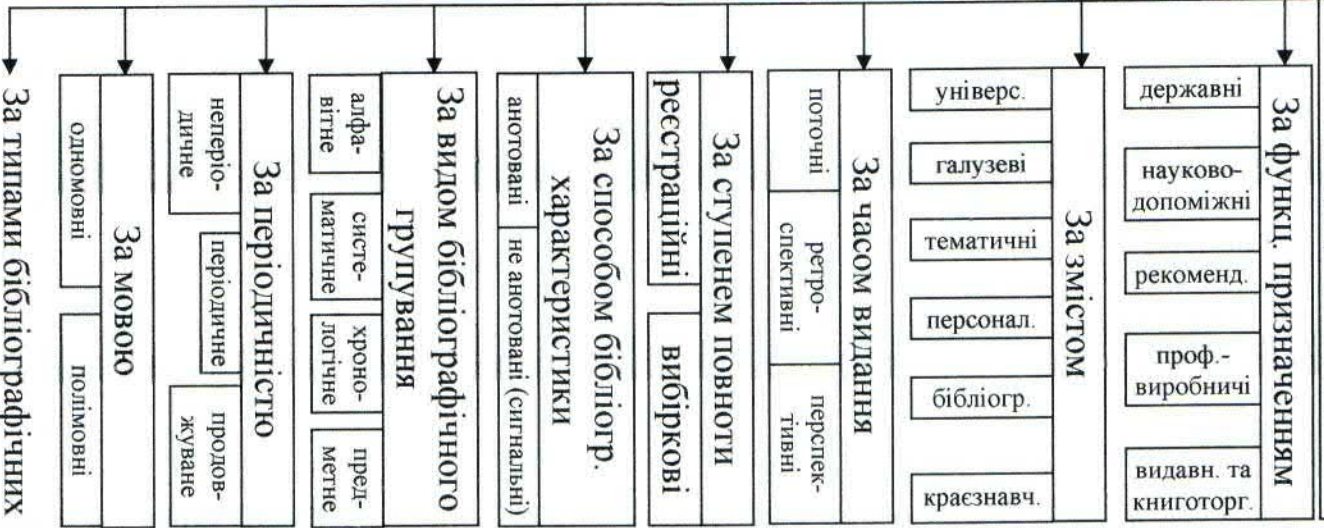 За функц. призначенням
державні
науково-
допоміжні
рекоменд.
проф.-
виробничі
видавн. та
книготорг.
За змістом
універс.
галузеві
тематичні
персонал.
бібліогр.
краєзнавч.
За часом видання
поточні
ретро-
спективні
перспек-
тивні
За ступенем повноти
реєстраційні
вибіркові
За способом бібліогр.
характеристики
анотовані
не анотовані (сигнальні)
За видом бібліографічного
групування
алфа-
вітне
систе-
матичне
хроно-
логічне
пред-
метне
За періодичністю
неперіо-
дичне
періодичне
продов-
жуване
За мовою
одномовні
полімовні
За типами бібліографічних